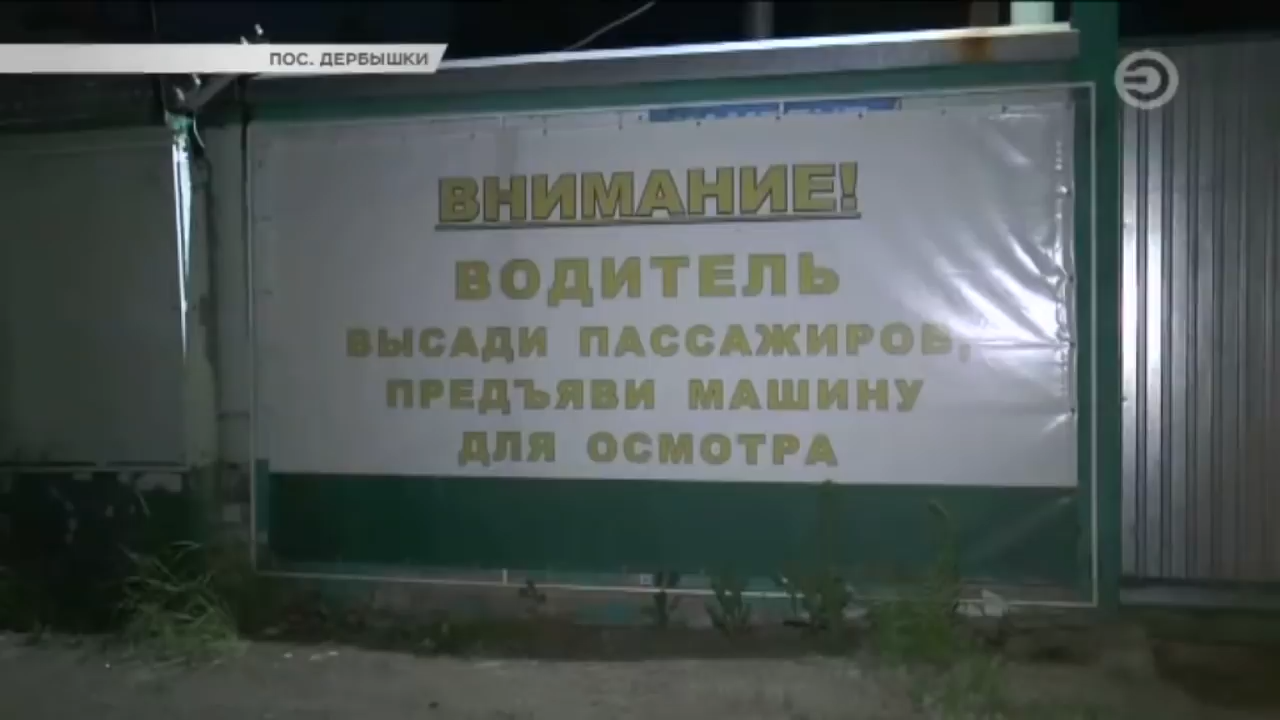 ПОС. ДЕРБЫШКИ
ВНИМАНИЕ!
ВОДИТЕЛЬ
ВЫСАДИ ПАССАЖИРОВ,
ПРЕДЪЯВИ МАШИНУ
ДЛЯ ОСМОТРА